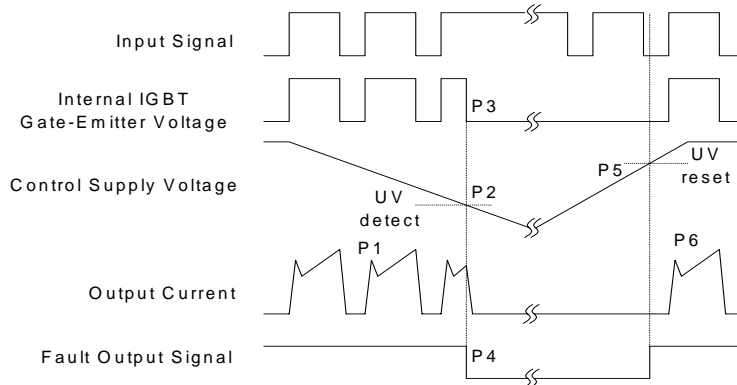 Input Signal
Internal IGBT
Gate-Emitter Voltage
P3
Control Supply Voltage
UV
detect
P2
P5
UV
reset
P1
P6
Output Current
Fault Output Signal
P4